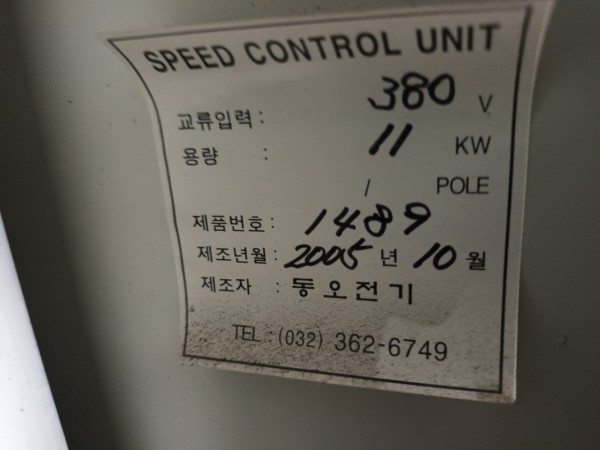 SPEED CONTROL UNIT
교류입력 : 380 V
용량 : 11 KW
/ POLE
제품번호 : 1489
제조년월 : 2005 년 10 월
제조자 : 동오전기
TEL : (032) 362-6749